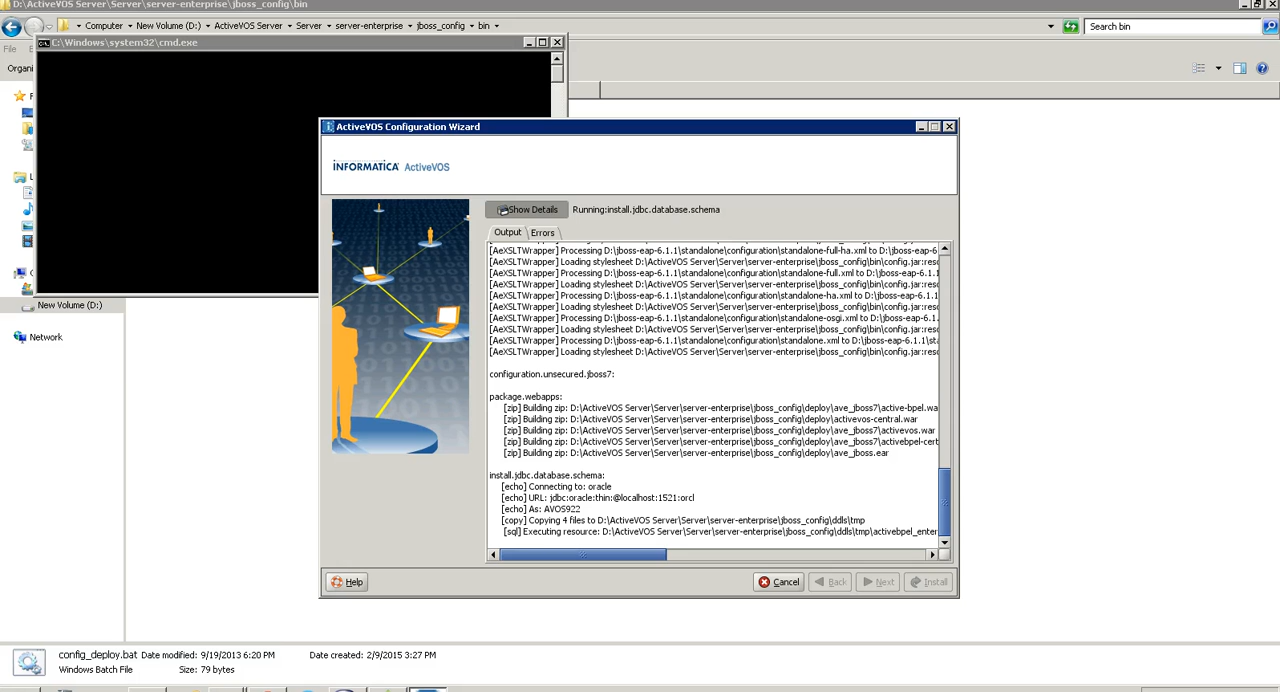 D:\ActiveVOS Server\Server\server-enterprise\jboss_config\bin
Computer ▸ New Volume (D:) ▸ ActiveVOS Server ▸ Server ▸ server-enterprise ▸ jboss_config ▸ bin
Search bin
File
C:\Windows\system32\cmd.exe
Organi
New Volume (D:)
Network
ActiveVOS Configuration Wizard
INFORMATICA ActiveVOS
Show Details
Running:install.jdbc.database.schema
Output
Errors
[AeXSLTWrapper] Processing D:\jboss-eap-6.1.1\standalone\configuration\standalone-full-ha.xml to D:\jboss-eap-6
[AeXSLTWrapper] Loading stylesheet D:\ActiveVOS Server\Server\server-enterprise\jboss_config\bin\config.jar:resc
[AeXSLTWrapper] Processing D:\jboss-eap-6.1.1\standalone\configuration\standalone-full.xml to D:\jboss-eap-6.1.1
[AeXSLTWrapper] Loading stylesheet D:\ActiveVOS Server\Server\server-enterprise\jboss_config\bin\config.jar:resc
[AeXSLTWrapper] Processing D:\jboss-eap-6.1.1\standalone\configuration\standalone-ha.xml to D:\jboss-eap-6.1.1
[AeXSLTWrapper] Loading stylesheet D:\ActiveVOS Server\Server\server-enterprise\jboss_config\bin\config.jar:resc
[AeXSLTWrapper] Processing D:\jboss-eap-6.1.1\standalone\configuration\standalone-osgi.xml to D:\jboss-eap-6.1.
[AeXSLTWrapper] Loading stylesheet D:\ActiveVOS Server\Server\server-enterprise\jboss_config\bin\config.jar:resc
[AeXSLTWrapper] Processing D:\jboss-eap-6.1.1\standalone\configuration\standalone.xml to D:\jboss-eap-6.1.1\sta
[AeXSLTWrapper] Loading stylesheet D:\ActiveVOS Server\Server\server-enterprise\jboss_config\bin\config.jar:resc
configuration.unsecured.jboss7:
package.webapps:
[zip] Building zip: D:\ActiveVOS Server\Server\server-enterprise\jboss_config\deploy\ave_jboss7\active-bpel.wa
[zip] Building zip: D:\ActiveVOS Server\Server\server-enterprise\jboss_config\deploy\activevos-central.war
[zip] Building zip: D:\ActiveVOS Server\Server\server-enterprise\jboss_config\deploy\ave_jboss7\activevos.war
[zip] Building zip: D:\ActiveVOS Server\Server\server-enterprise\jboss_config\deploy\ave_jboss7\activebpel-cert
[zip] Building zip: D:\ActiveVOS Server\Server\server-enterprise\jboss_config\deploy\ave_jboss.ear
install.jdbc.database.schema:
[echo] Connecting to: oracle
[echo] URL: jdbc:oracle:thin:@localhost:1521:orcl
[echo] As: AVOS922
[copy] Copying 4 files to D:\ActiveVOS Server\Server\server-enterprise\jboss_config\ddls\tmp
[sql] Executing resource: D:\ActiveVOS Server\Server\server-enterprise\jboss_config\ddls\tmp\activebpel_enter
Help
Cancel
Back
Next
Install
config_deploy.bat Date modified: 9/19/2013 6:20 PM Date created: 2/9/2015 3:27 PM
Windows Batch File Size: 79 bytes